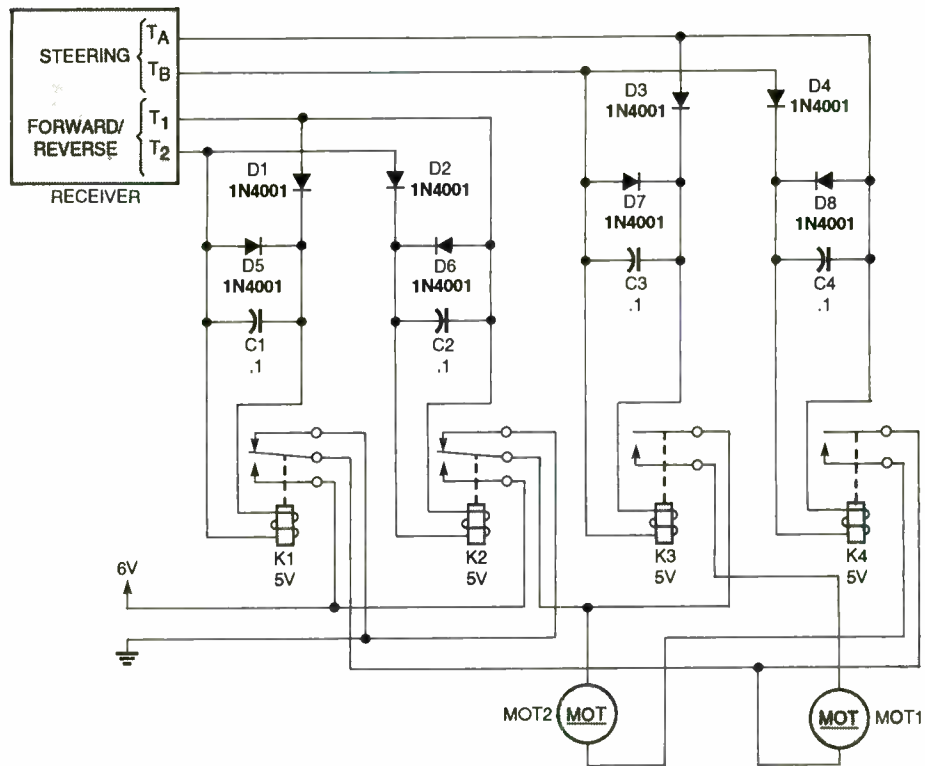 STEERING
TA
TB
FORWARD/
REVERSE
T1
T2
RECEIVER
D1
1N4001
D2
1N4001
D3
1N4001
D4
1N4001
D5
1N4001
D6
1N4001
D7
1N4001
D8
1N4001
C1
.1
C2
.1
C3
.1
C4
.1
K1
5V
K2
5V
K3
5V
K4
5V
6V
MOT2
MOT
MOT
MOT1